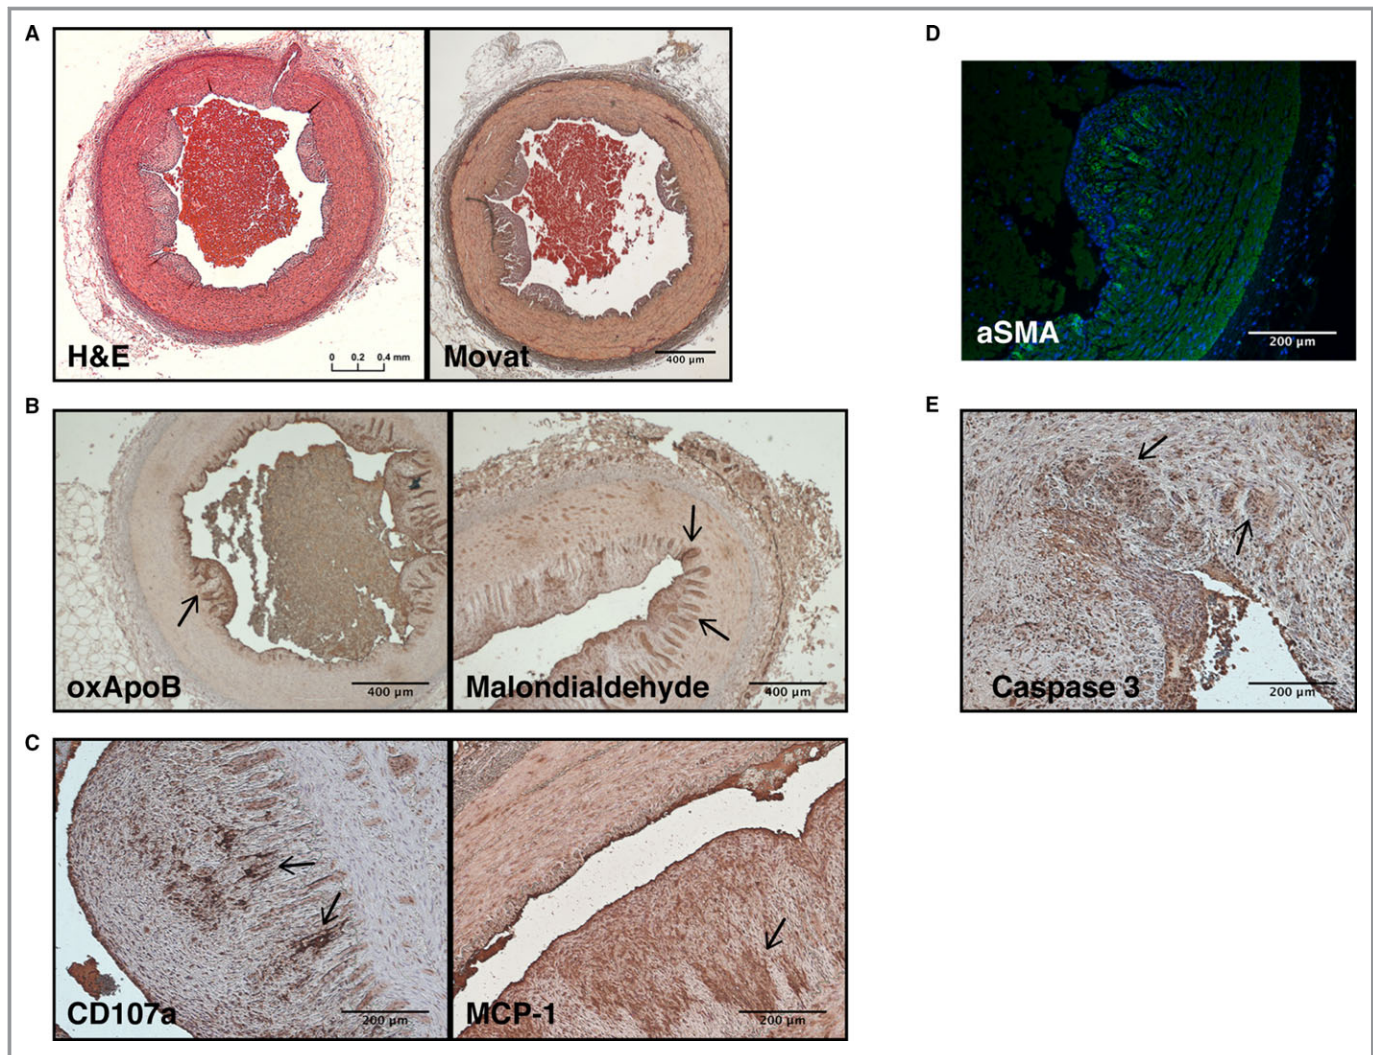 A
H&E
0 0.2 0.4 mm
Movat
400 µm
D
aSMA
200 µm
B
oxApoB
400 µm
Malondialdehyde
400 µm
E
Caspase 3
200 µm
C
CD107a
200 µm
MCP-1
200 µm